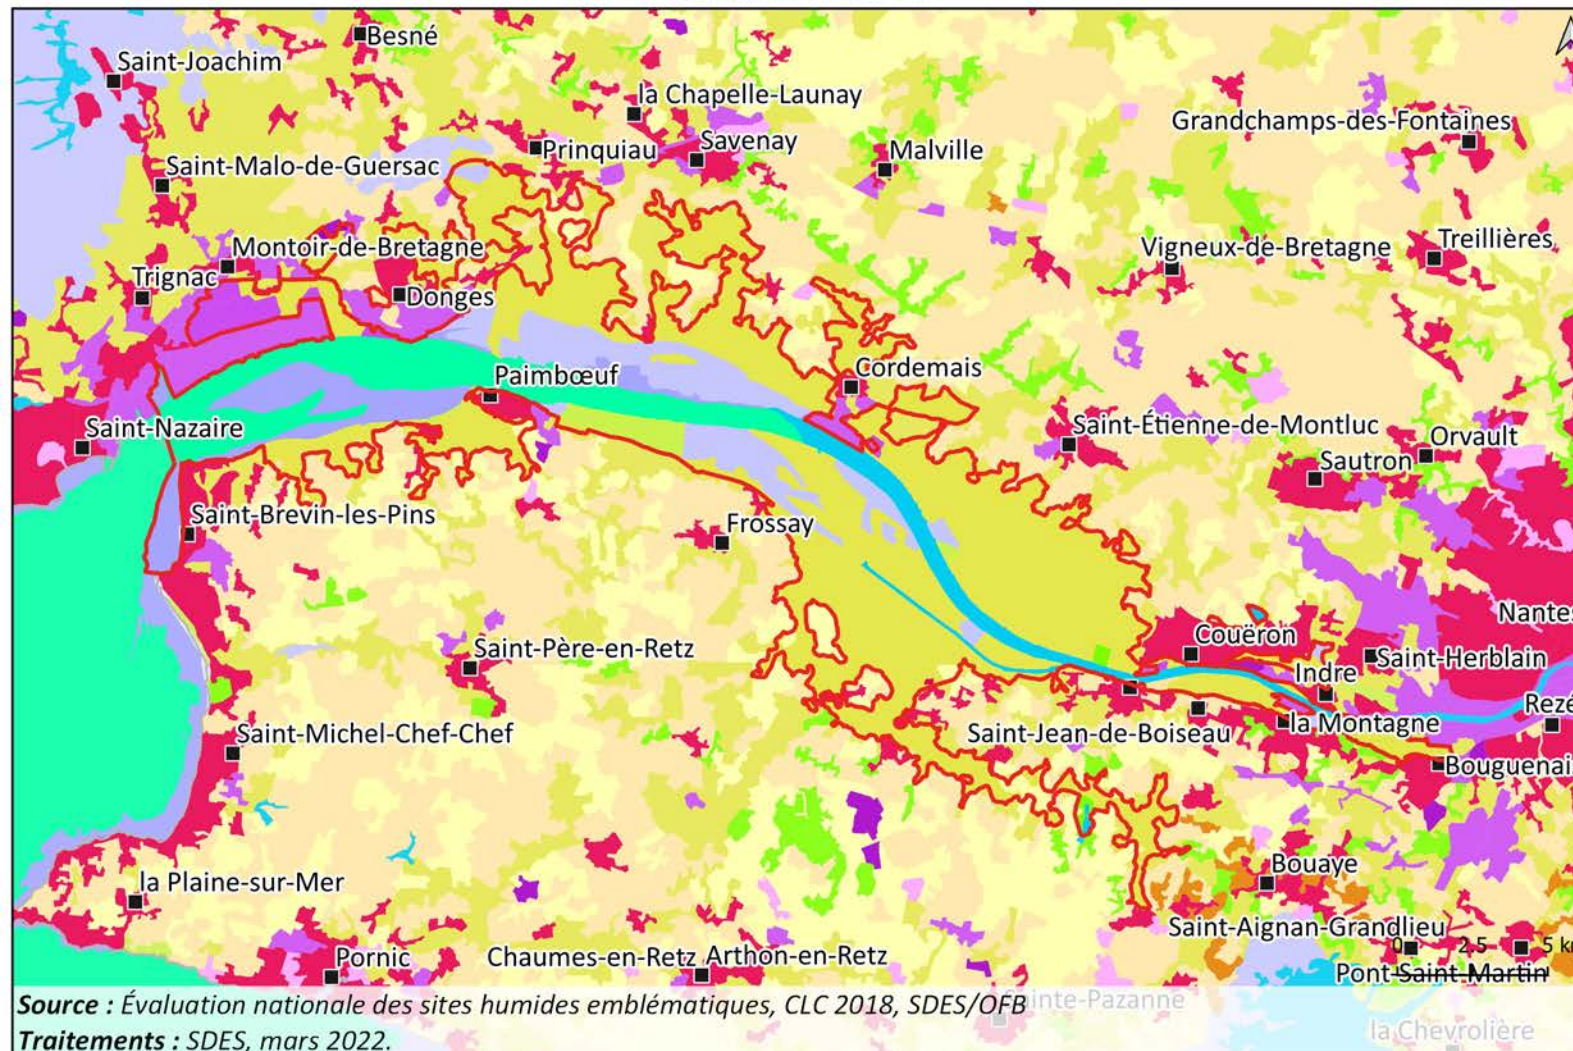 Besné
Saint-Joachim
la Chapelle-Launay
Grandchamps-des-Fontaines
Prinquiau
Savenay
Malville
Saint-Malo-de-Guersac
Montoir-de-Bretagne
Vigneux-de-Bretagne
Treillières
Trignac
Donges
Paimbœuf
Cordemais
Saint-Nazaire
Saint-Étienne-de-Montluc
Orvault
Sautron
Saint-Brevin-les-Pins
Frossay
Nantes
Couëron
Saint-Père-en-Retz
Saint-Herblain
Indre
Rezé
Saint-Michel-Chef-Chef
Saint-Jean-de-Boiseau
la Montagne
Bouguenai
Bouaye
la Plaine-sur-Mer
Saint-Aignan-Grandlieu
0 2,5 5 km
Pornic
Chaumes-en-Retz
Arthon-en-Retz
Pont-Saint-Martin
Source : Évaluation nationale des sites humides emblématiques, CLC 2018, SDES/OFB
Sainte-Pazanne
la Chevrolière
Traitements : SDES, mars 2022.